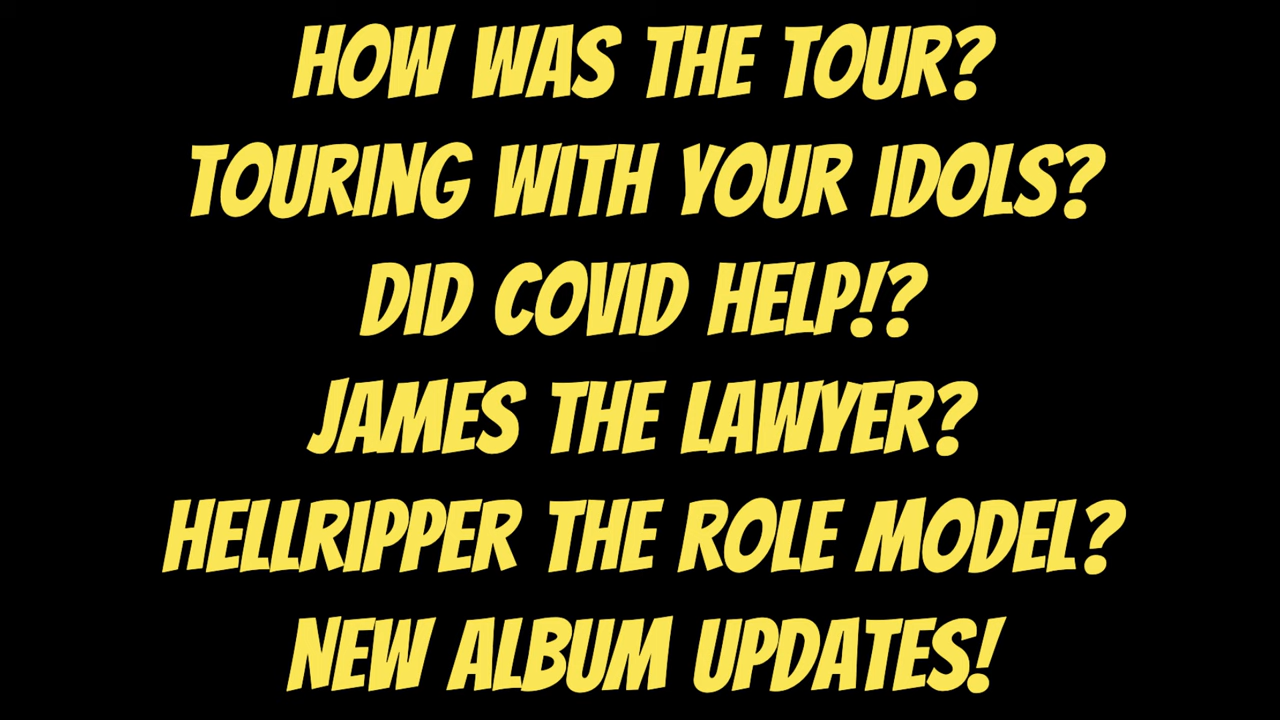 HOW WAS THE TOUR?
TOURING WITH YOUR IDOLS?
DID COVID HELP!?
JAMES THE LAWYER?
HELLRIPPER THE ROLE MODEL?
NEW ALBUM UPDATES!